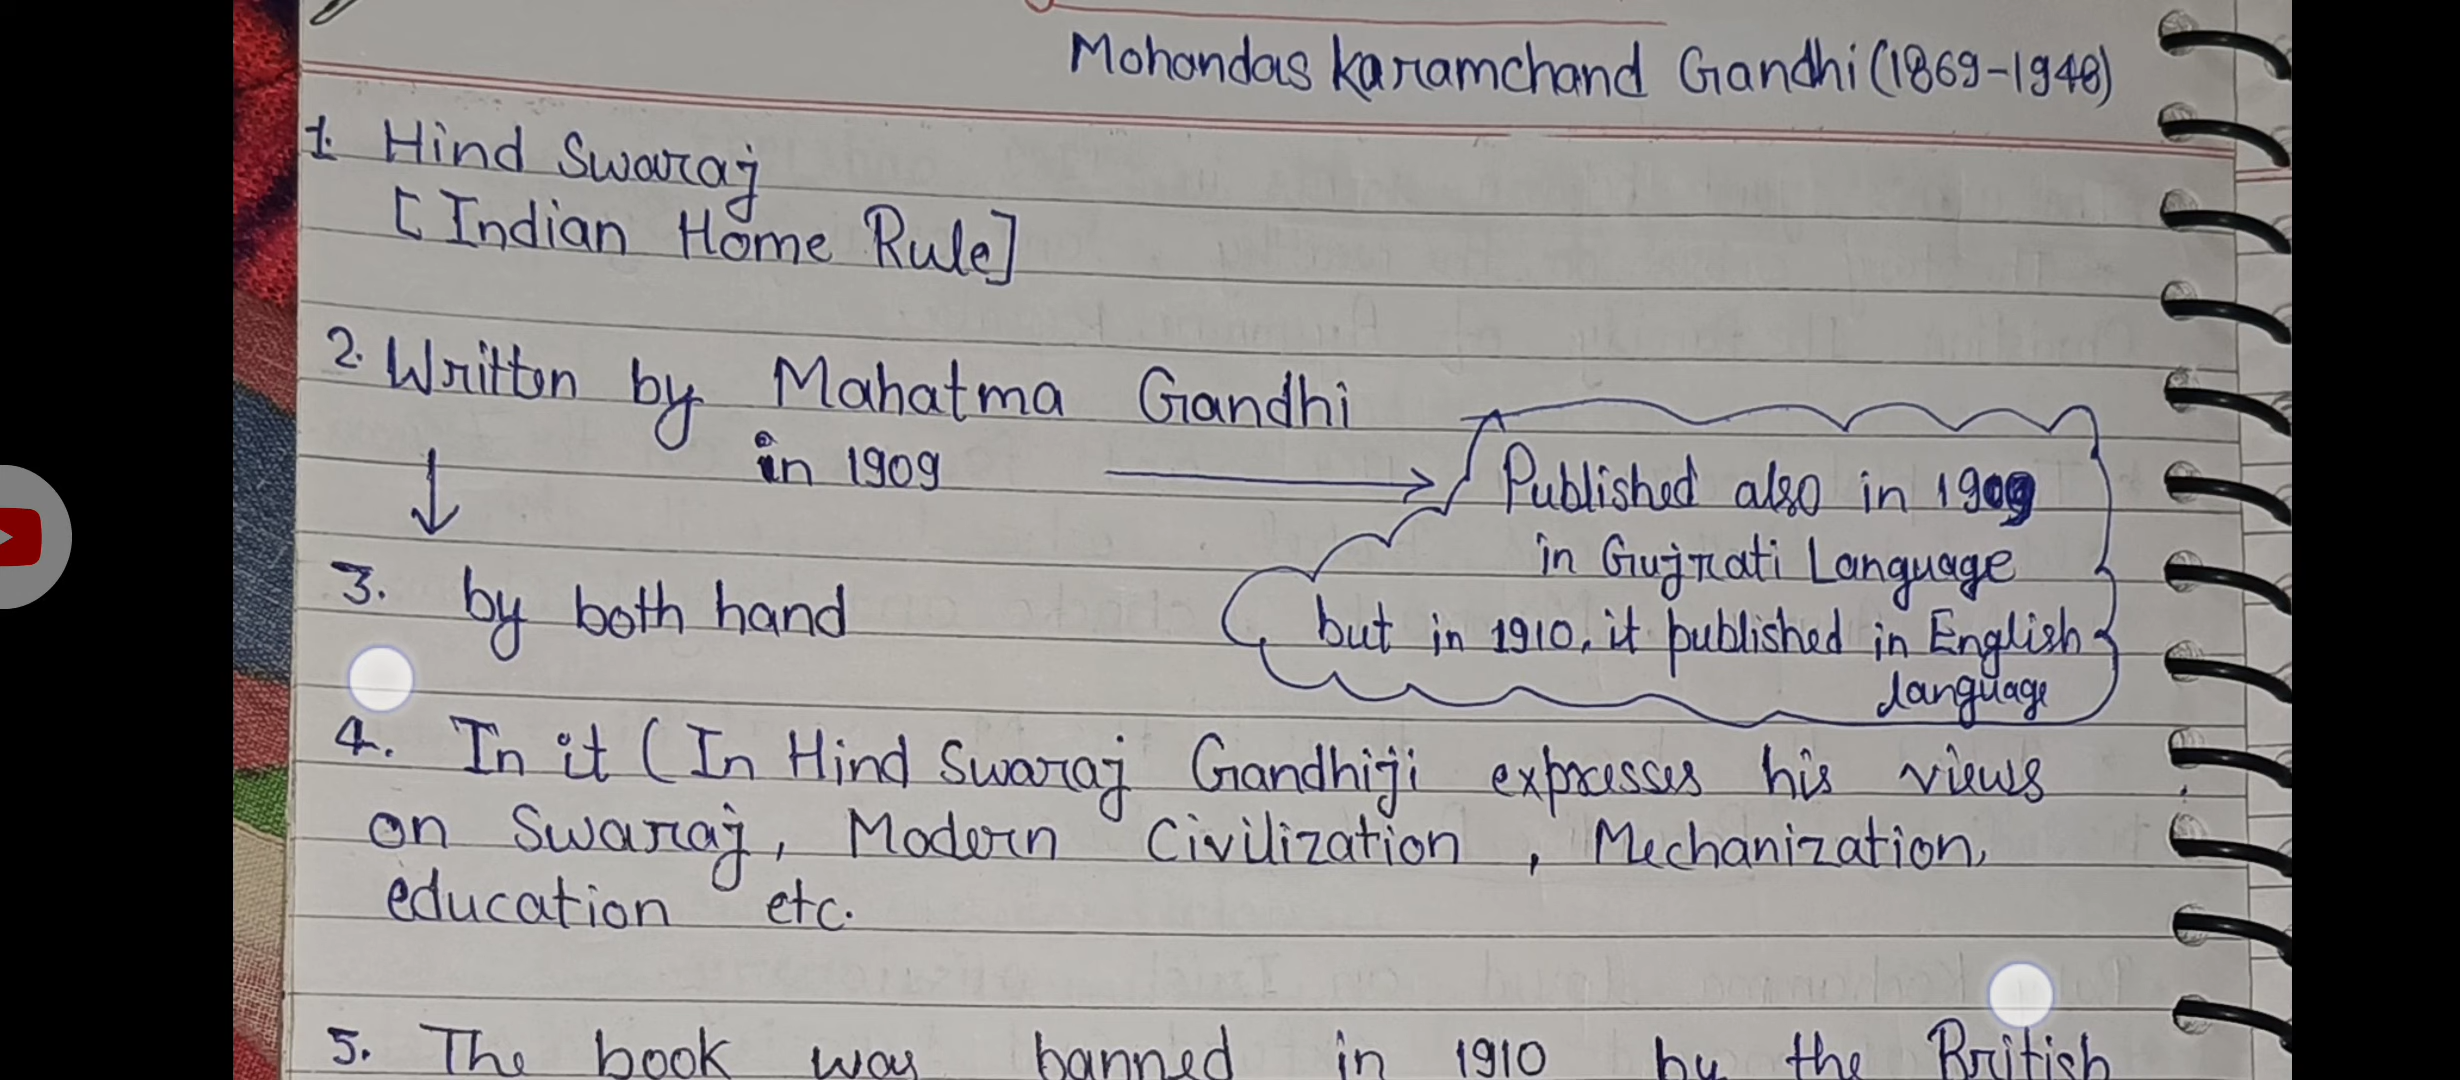 Mohandas Karamchand Gandhi (1869-1948)
1. Hind Swaraj
[Indian Home Rule]
2. Written by Mahatma Gandhi
in 1909
Published also in 1909
in Gujrati Language
but in 1910, it published in English
language
3. by both hand
4. In it (In Hind Swaraj Gandhiji expresses his views
on Swaraj, Modern Civilization, Mechanization,
education etc.
5. The book was banned in 1910 by the British